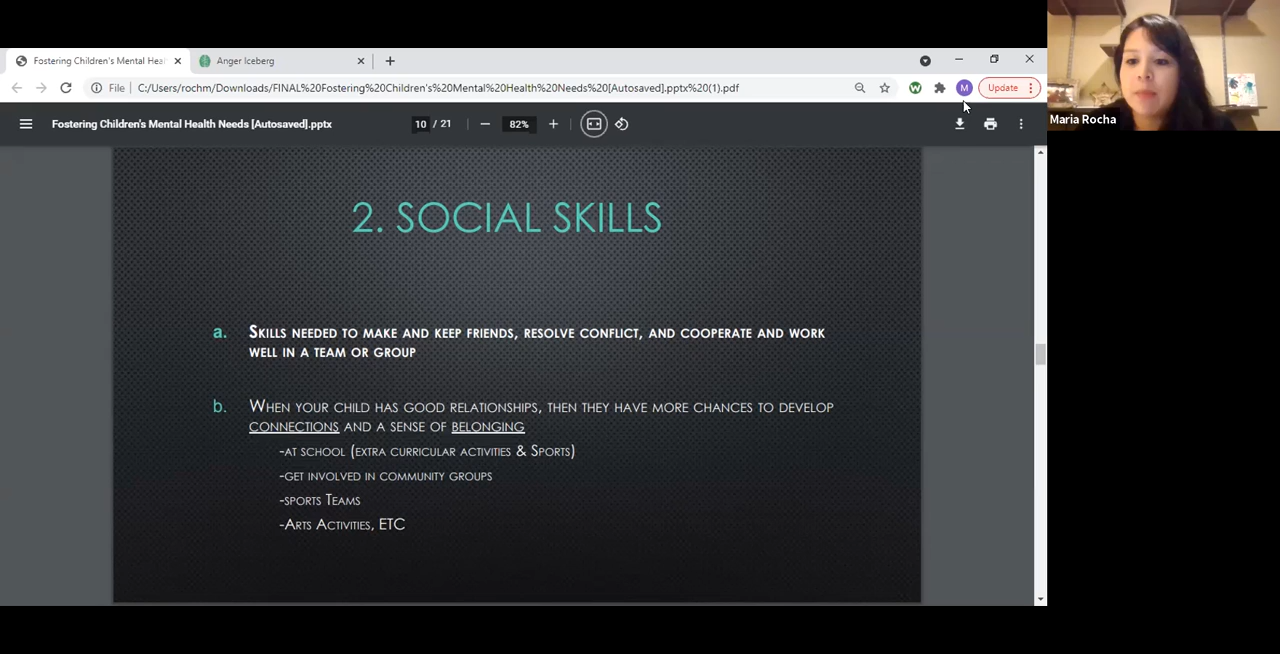 Fostering Children's Mental Hea
Anger Iceberg
File
C:/Users/rochm/Downloads/FINAL%20Fostering%20Children's%20Mental%20Health%20Needs%20[Autosaved].pptx%20(1).pdf
W
M
Update
Maria Rocha
Fostering Children's Mental Health Needs [Autosaved].pptx
10 / 21
82%
2. SOCIAL SKILLS
a. SKILLS NEEDED TO MAKE AND KEEP FRIENDS, RESOLVE CONFLICT, AND COOPERATE AND WORK
WELL IN A TEAM OR GROUP
b. WHEN YOUR CHILD HAS GOOD RELATIONSHIPS, THEN THEY HAVE MORE CHANCES TO DEVELOP
CONNECTIONS AND A SENSE OF BELONGING
-AT SCHOOL (EXTRA CURRICULAR ACTIVITIES & SPORTS)
-GET INVOLVED IN COMMUNITY GROUPS
-SPORTS TEAMS
-ARTS ACTIVITIES, ETC